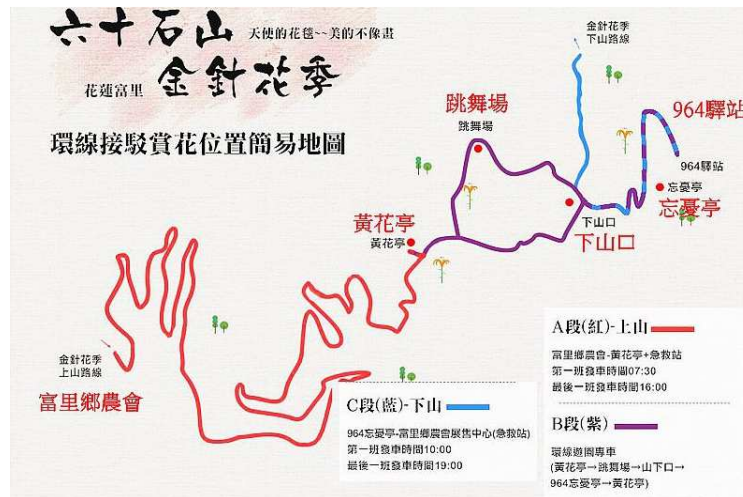 六十石山
天使的花毯~~美的不像畫
花蓮富里
金針花季
環線接駁賞花位置簡易地圖
金針花季
下山路線
跳舞場
跳舞場
964驛站
964驛站
忘憂亭
忘憂亭
下山口
下山口
黃花亭
黃花亭
金針花季
上山路線
富里鄉農會
A段(紅)-上山
富里鄉農會-黃花亭+急救站
第一班發車時間07:30
最後一班發車時間16:00
B段(紫)
環線遊園專車
(黃花亭→跳舞場→山下口→
964忘憂亭→黃花亭)
C段(藍)-下山
964忘憂亭-富里鄉農會展售中心(急救站)
第一班發車時間10:00
最後一班發車時間19:00